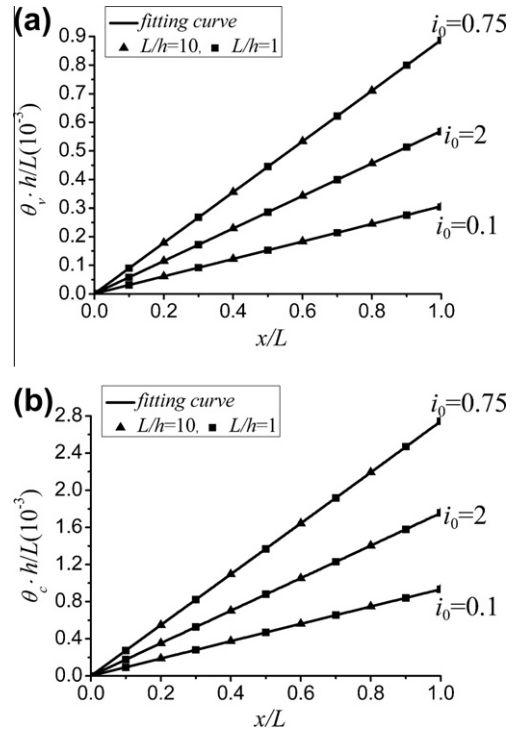 (a)
fitting curve
L/h=10, L/h=1
i₀=0.75
i₀=2
i₀=0.1
θᵥ·h/L(10⁻³)
0.9
0.8
0.7
0.6
0.5
0.4
0.3
0.2
0.1
0.0
0.0 0.2 0.4 0.6 0.8 1.0
x/L
(b)
fitting curve
L/h=10, L/h=1
i₀=0.75
i₀=2
i₀=0.1
θ_c·h/L(10⁻³)
2.8
2.4
2.0
1.6
1.2
0.8
0.4
0.0
0.0 0.2 0.4 0.6 0.8 1.0
x/L